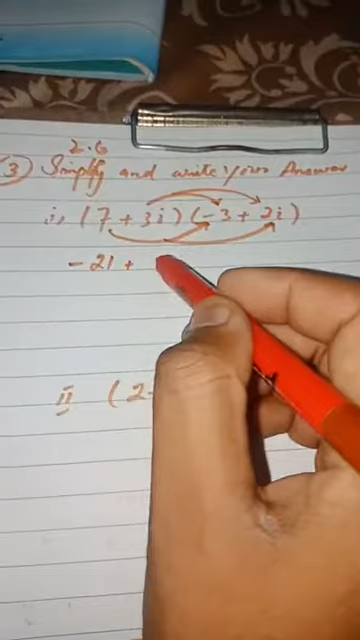 2.6
(3) Simplify and write your Answer
i, (7 + 3i)(-3 + 2i)
-21 +
ii (2-